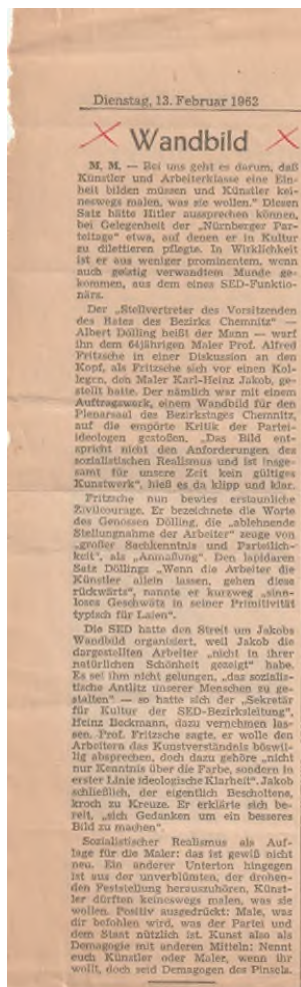 Dienstag, 13. Februar 1962
Wandbild
M. M. — Bei uns geht es darum, daß
Künstler und Arbeiterklasse eine Ein-
heit bilden müssen und Künstler kei-
neswegs malen, was sie wollen." Diesen
Satz hätte Hitler aussprechen können,
bei Gelegenheit der „Nürnberger Par-
teitage" etwa, auf denen er in Kultur
zu dilettieren pflegte. In Wirklichkeit
ist er aus weniger prominentem, wenn
auch geistig verwandtem Munde ge-
kommen, aus dem eines SED-Funktio-
närs.
Der „Stellvertreter des Vorsitzenden
des Rates des Bezirks Chemnitz" —
Albert Dölling heißt der Mann — warf
ihn dem 64jährigen Maler Prof. Alfred
Fritzsche in einer Diskussion an den
Kopf, als Fritzsche sich vor einen Kol-
legen, den Maler Karl-Heinz Jakob, ge-
stellt hatte. Der nämlich war mit einem
Auftragswerk, einem Wandbild für den
Plenarsaal des Bezirkstages Chemnitz,
auf die empörte Kritik der Partei-
ideologen gestoßen. „Das Bild ent-
spricht nicht den Anforderungen des
sozialistischen Realismus und ist insge-
samt für unsere Zeit kein gültiges
Kunstwerk", hieß es da klipp und klar.
Fritzsche nun bewies erstaunliche
Zivilcourage. Er bezeichnete die Worte
des Genossen Dölling, die „ablehnende
Stellungnahme der Arbeiter" zeuge von
„großer Sachkenntnis und Parteilich-
keit", als „Anmaßung". Den lapidaren
Satz Döllings „Wenn die Arbeiter die
Künstler allein lassen, gehen diese
rückwärts", nannte er kurzweg „sinn-
loses Geschwätz in seiner Primitivität
typisch für Laien".
Die SED hatte den Streit um Jakobs
Wandbild organisiert, weil Jakob die
dargestellten Arbeiter „nicht in ihrer
natürlichen Schönheit gezeigt" habe.
Es sei ihm nicht gelungen, „das sozialis-
tische Antlitz unserer Menschen zu ge-
stalten" — so hatte sich der „Sekretär
für Kultur der SED-Bezirksleitung",
Heinz Beckmann, dazu vernehmen las-
sen. Prof. Fritzsche sagte, er wolle den
Arbeitern das Kunstverständnis böswil-
lig absprechen, doch dazu gehöre „nicht
nur Kenntnis über die Farbe, sondern in
erster Linie ideologische Klarheit". Jakob
schließlich, der eigentlich Bescholtene,
kroch zu Kreuze. Er erklärte sich be-
reit, „sich Gedanken um ein besseres
Bild zu machen".
Sozialistischer Realismus als Auf-
lage für die Maler: das ist gewiß nicht
neu. Ein anderer Unterton hingegen
ist aus der unverblümten, der drohen-
den Feststellung herauszuhören, Künst-
ler dürften keineswegs malen, was sie
wollen. Positiv ausgedrückt: Male, was
dir befohlen wird, was der Partei und
dem Staat nützlich ist. Kunst also als
Demagogie mit anderen Mitteln: Nennt
euch Künstler oder Maler, wenn ihr
wollt, doch seid Demagogen des Pinsels.